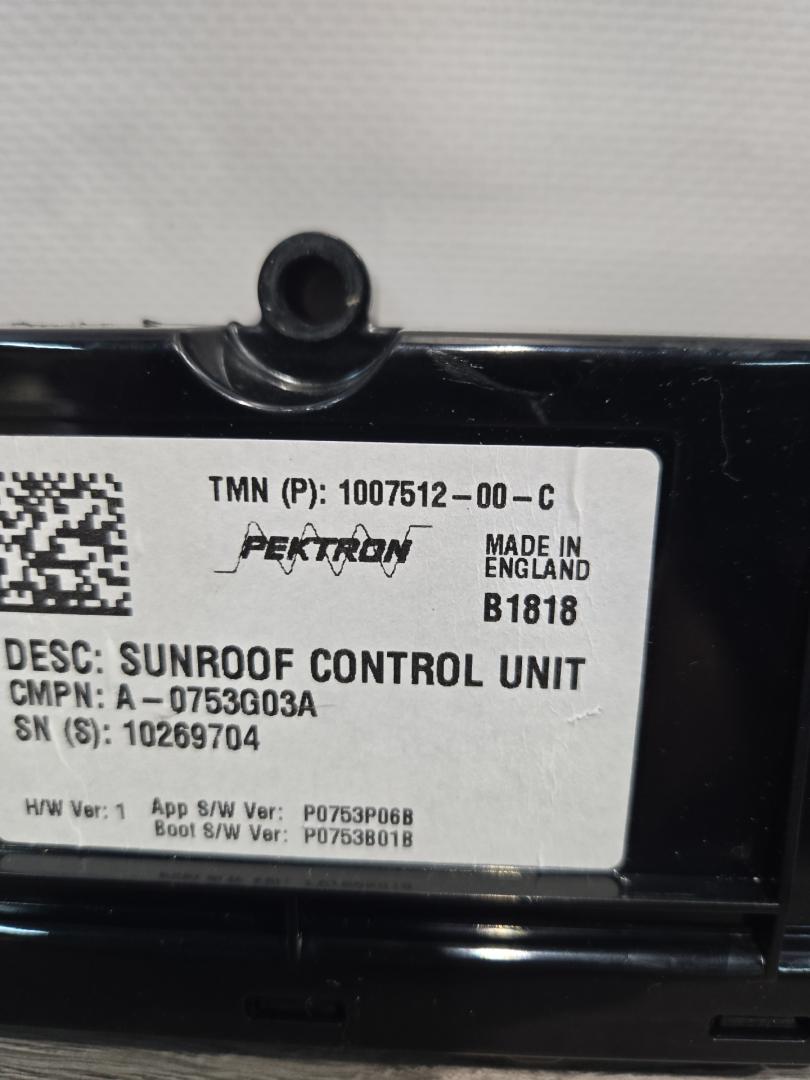 TMN (P): 1007512-00-C
PEKTRON
MADE IN
ENGLAND
B1818
DESC: SUNROOF CONTROL UNIT
CMPN: A-0753G03A
SN (S): 10269704
H/W Ver: 1 App S/W Ver: P0753P06B
Boot S/W Ver: P0753B01B